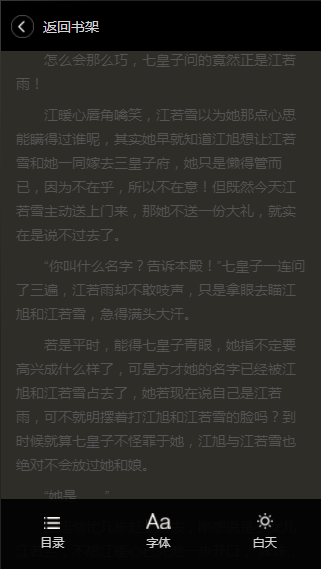 返回书架
怎么会那么巧，七皇子问的竟然正是江若
雨！
江暖心唇角噙笑，江若雪以为她那点心思
能瞒得过谁呢，其实她早就知道江旭想让江若
雪和她一同嫁去三皇子府，她只是懒得管而
已，因为不在乎，所以不在意！但既然今天江
若雪主动送上门来，那她不送一份大礼，就实
在是说不过去了。
“你叫什么名字？告诉本殿！”七皇子一连问
了三遍，江若雨却不敢吱声，只是拿眼去瞄江
旭和江若雪，急得满头大汗。
若是平时，能得七皇子青眼，她指不定要
高兴成什么样了，可是方才她的名字已经被江
旭和江若雪占去了，她若现在说自己是江若
雨，可不就明摆着打江旭和江若雪的脸吗？到
时候就算七皇子不怪罪于她，江旭与江若雪也
绝对不会放过她和娘。
“她是……”
目录
Aa
字体
白天